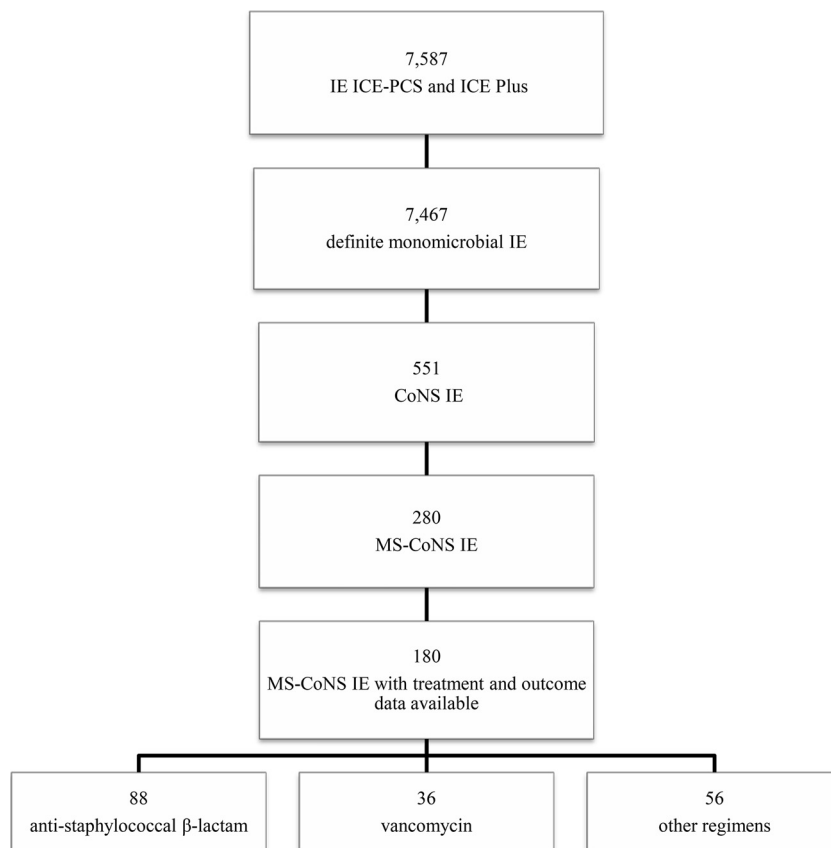 7,587
IE ICE-PCS and ICE Plus
7,467
definite monomicrobial IE
551
CoNS IE
280
MS-CoNS IE
180
MS-CoNS IE with treatment and outcome
data available
88
anti-staphylococcal β-lactam
36
vancomycin
56
other regimens